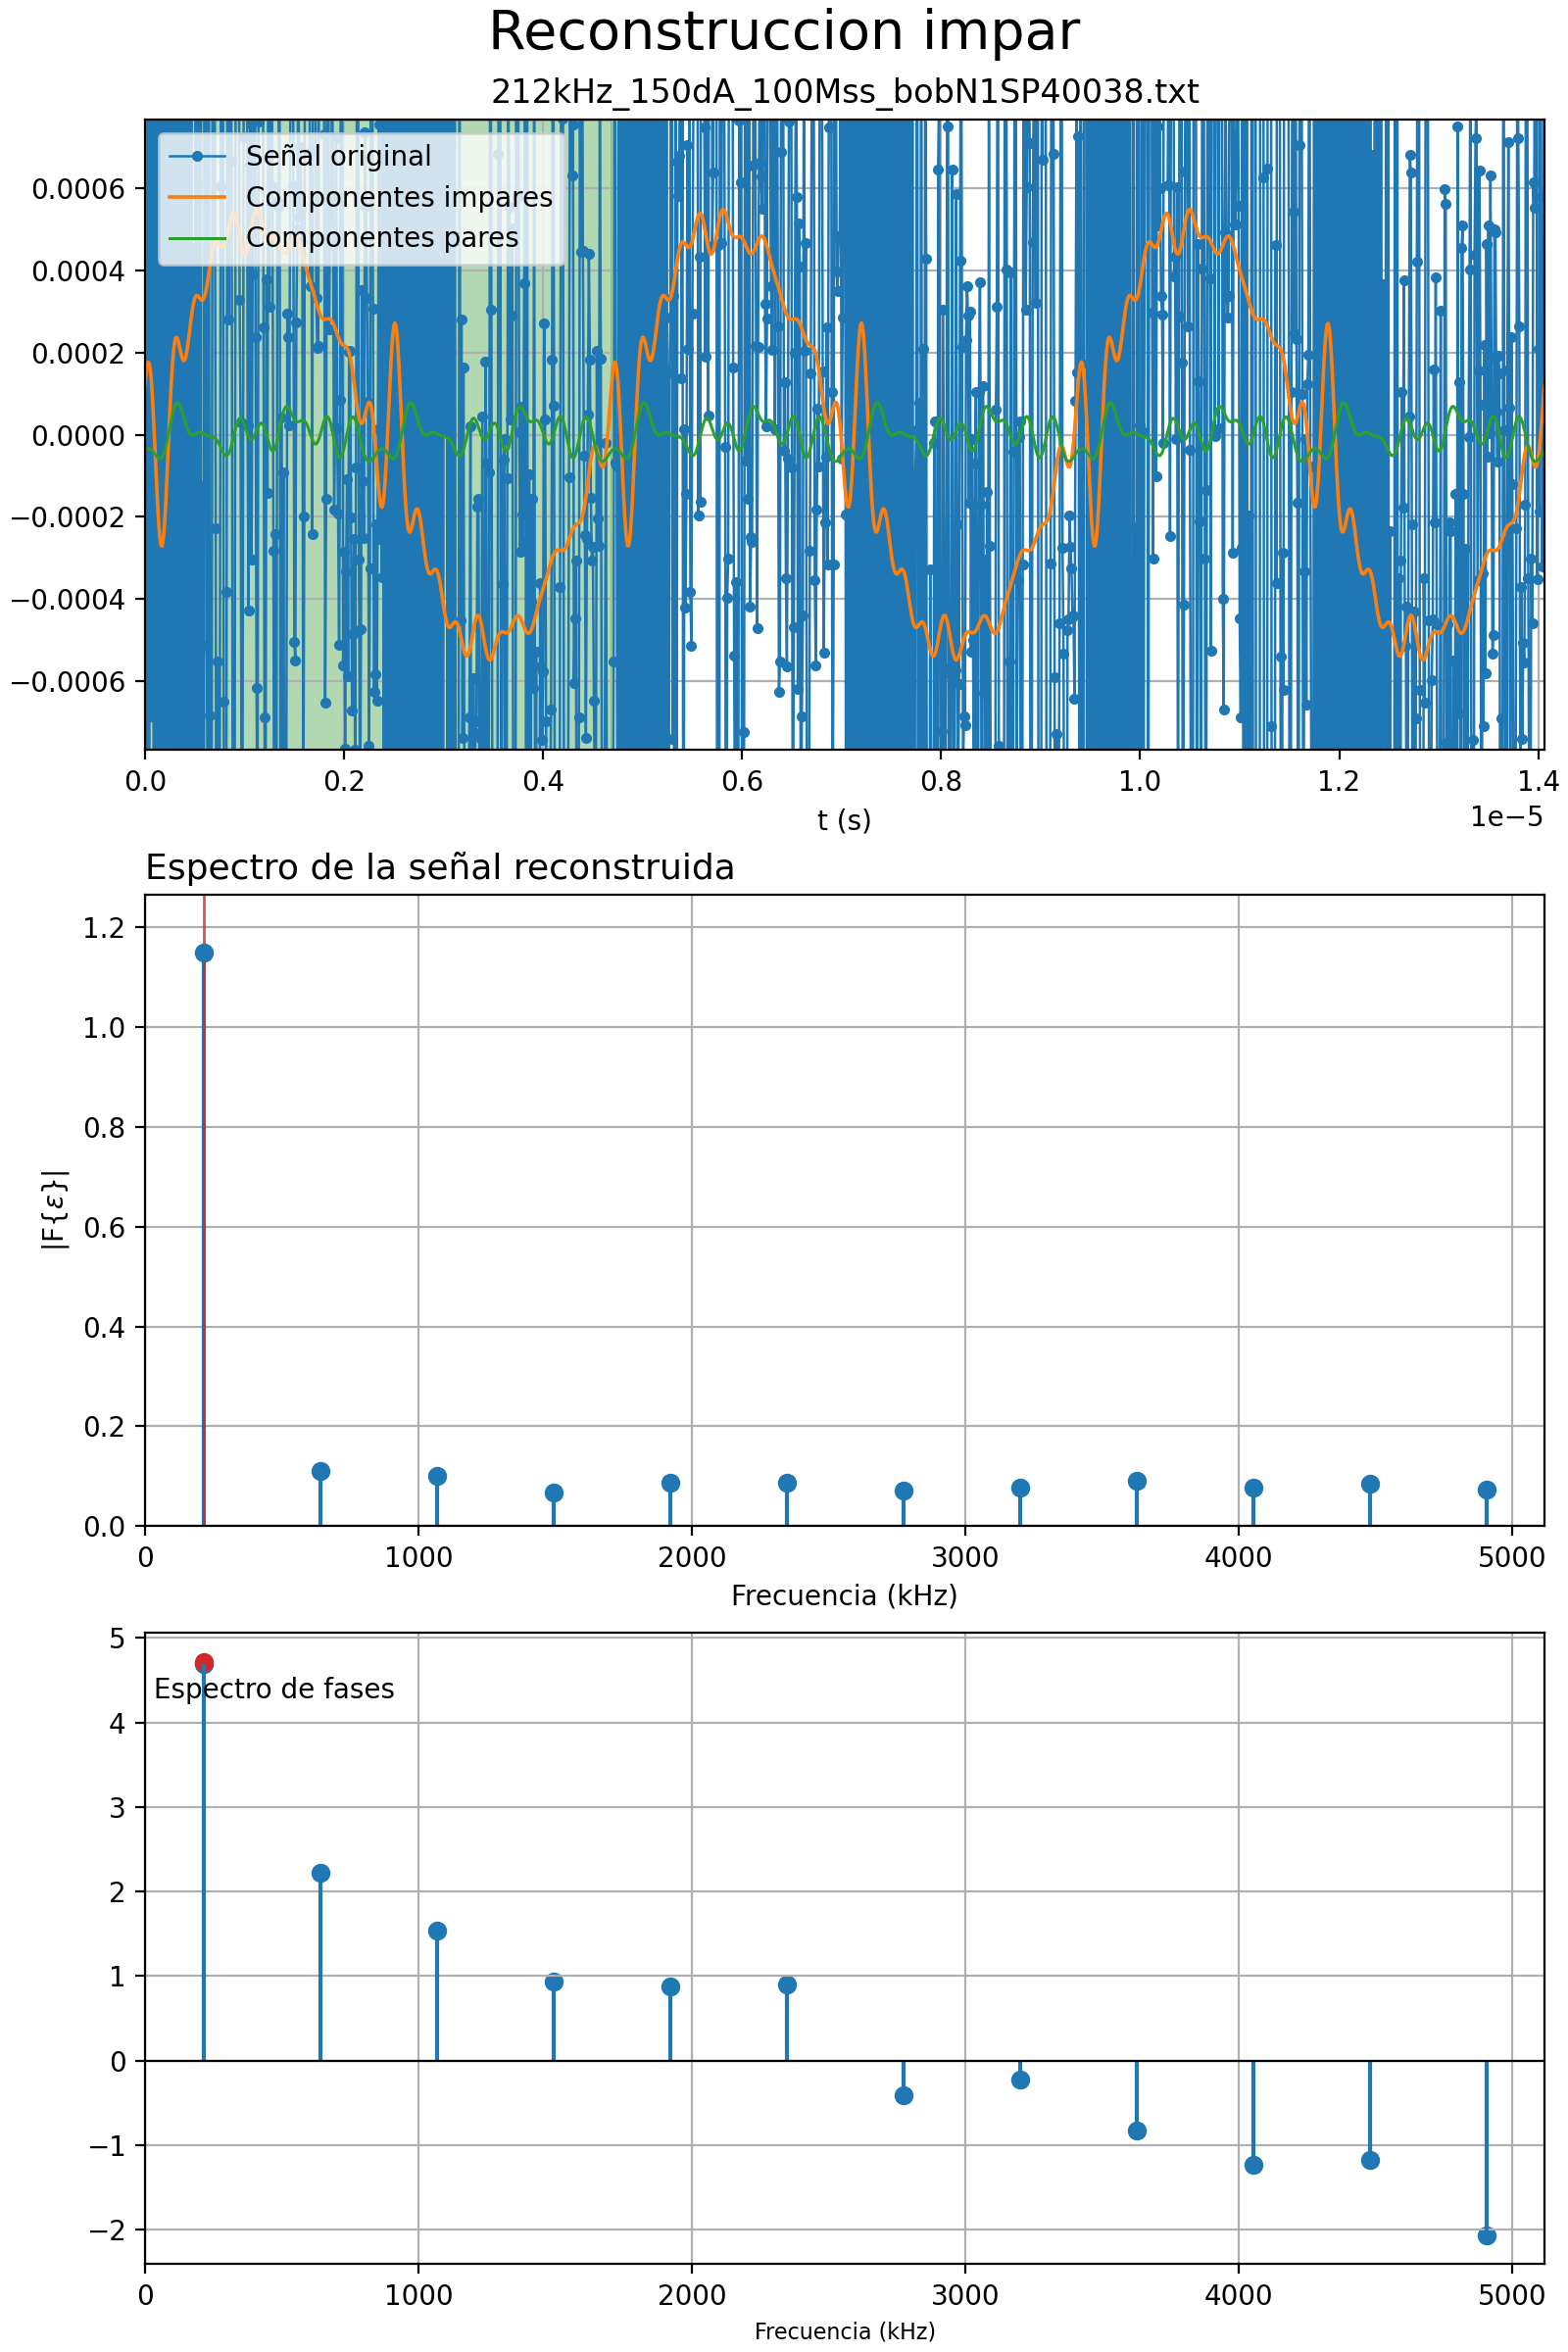 Reconstruccion impar
212kHz_150dA_100Mss_bobN1SP40038.txt
Señal original
Componentes impares
Componentes pares
0.0006
0.0004
0.0002
0.0000
−0.0002
−0.0004
−0.0006
0.0 0.2 0.4 0.6 0.8 1.0 1.2 1.4
1e−5
t (s)
Espectro de la señal reconstruida
1.2
1.0
0.8
0.6
0.4
0.2
0.0
|F{ε}|
0 1000 2000 3000 4000 5000
Frecuencia (kHz)
5
Espectro de fases
4
3
2
1
0
−1
−2
0 1000 2000 3000 4000 5000
Frecuencia (kHz)